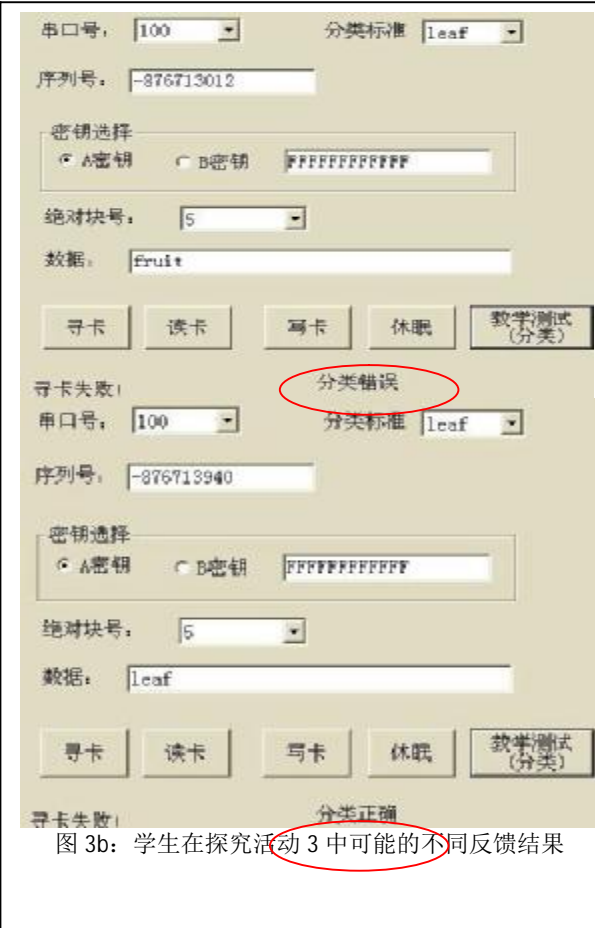 串口号: 100 分类标准 leaf
序列号: -876713012
密钥选择
A密钥 B密钥 FFFFFFFFFFFF
绝对块号: 5
数据: fruit
寻卡 读卡 写卡 休眠 教学测试
(分类)
寻卡失败! 分类错误
串口号: 100 分类标准 leaf
序列号: -876713940
密钥选择
A密钥 B密钥 FFFFFFFFFFFF
绝对块号: 5
数据: leaf
寻卡 读卡 写卡 休眠 教学测试
(分类)
寻卡失败! 分类正确
图 3b：学生在探究活动 3 中可能的不同反馈结果